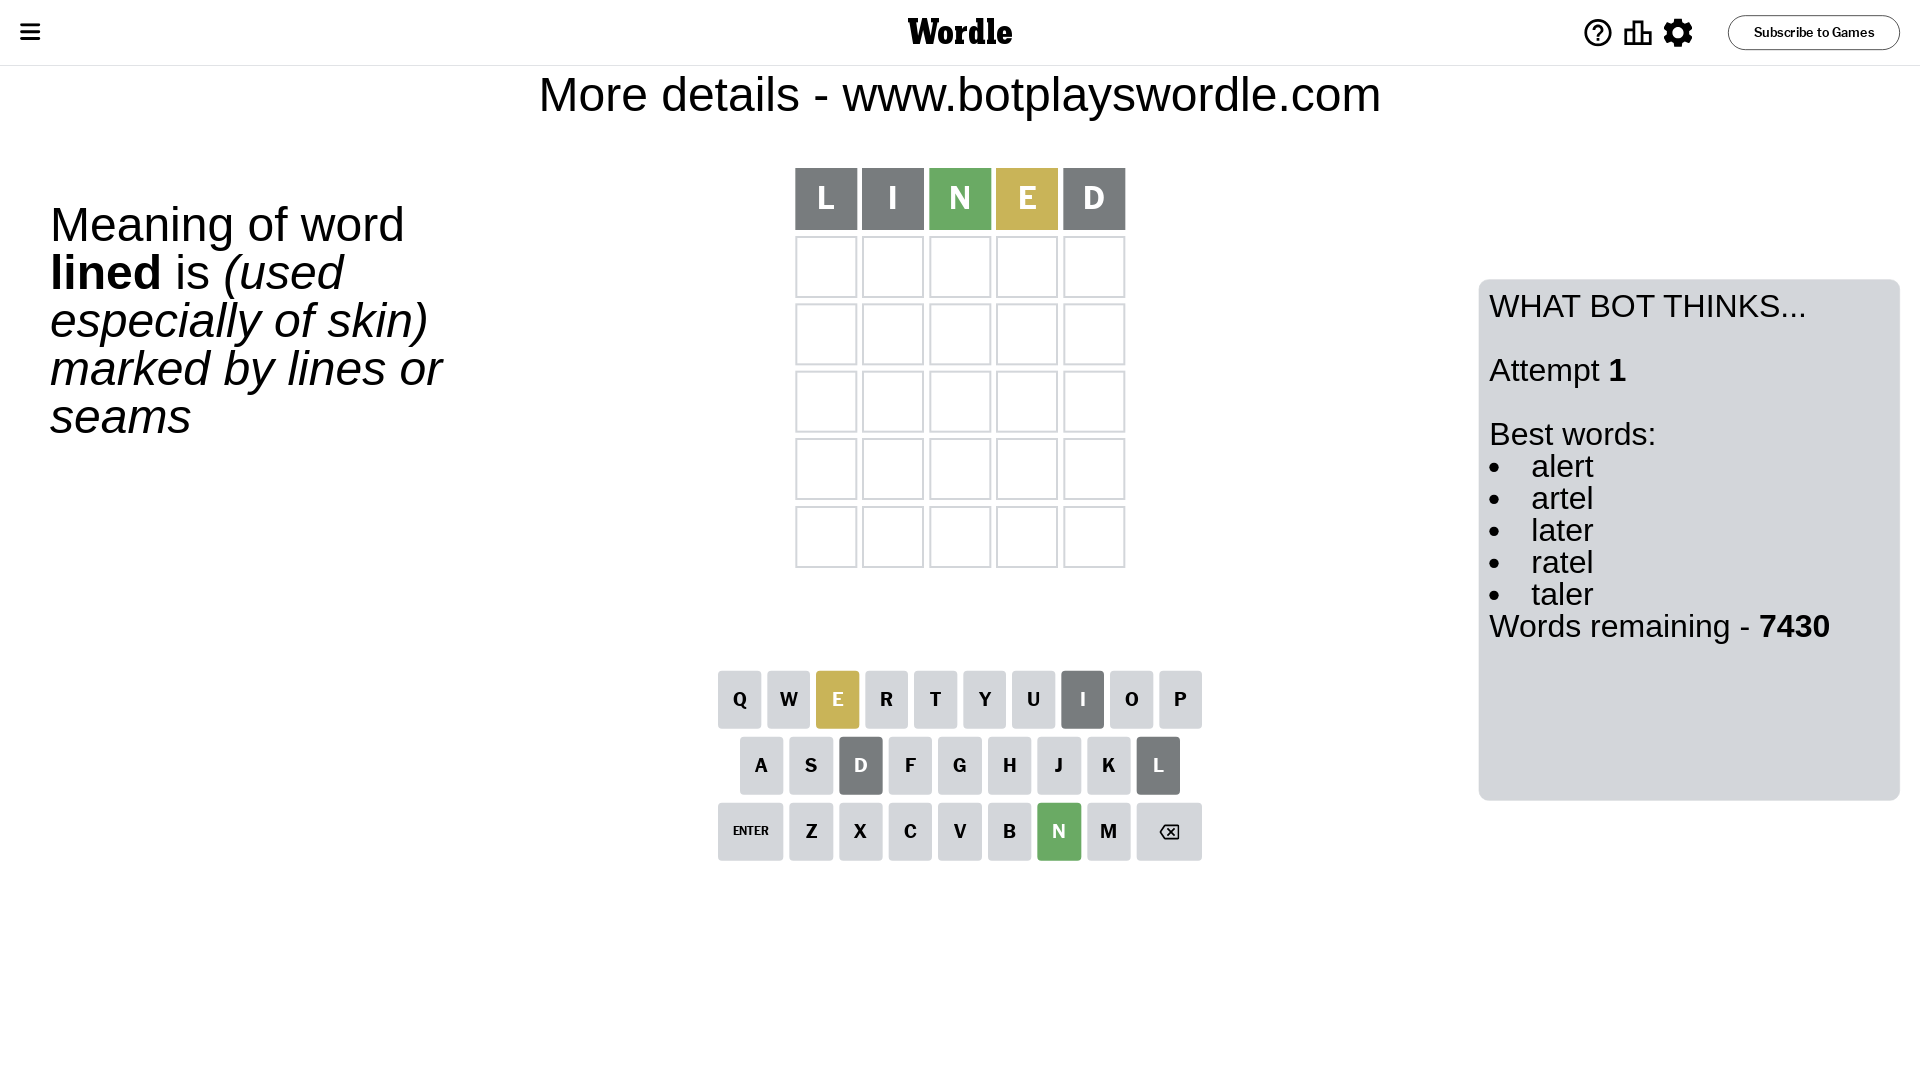 Wordle
Subscribe to Games
More details - www.botplayswordle.com
Meaning of word
lined is (used
especially of skin)
marked by lines or
seams
L I N E D
WHAT BOT THINKS...
Attempt 1
Best words:
• alert
• artel
• later
• ratel
• taler
Words remaining - 7430
Q W E R T Y U I O P
A S D F G H J K L
ENTER Z X C V B N M